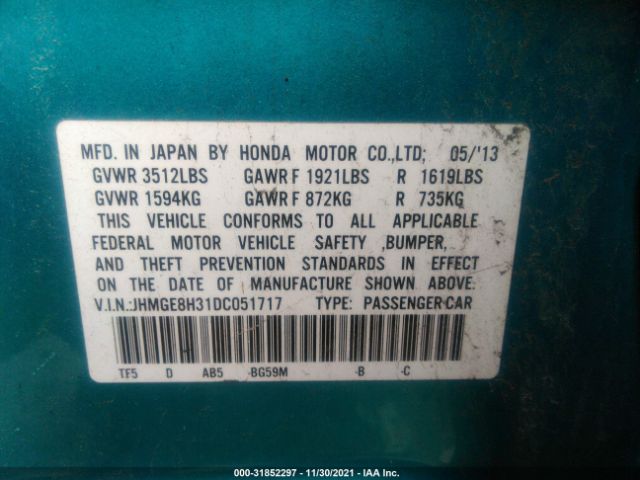 MFD. IN JAPAN BY HONDA MOTOR CO.,LTD; 05/'13
GVWR 3512LBS GAWR F 1921LBS R 1619LBS
GVWR 1594KG GAWR F 872KG R 735KG
THIS VEHICLE CONFORMS TO ALL APPLICABLE
FEDERAL MOTOR VEHICLE SAFETY ,BUMPER,
AND THEFT PREVENTION STANDARDS IN EFFECT
ON THE DATE OF MANUFACTURE SHOWN ABOVE.
V.I.N.:JHMGE8H31DC051717 TYPE: PASSENGER CAR
TF5 D AB5 -BG59M -B -C
000-31852297 - 11/30/2021 - IAA Inc.